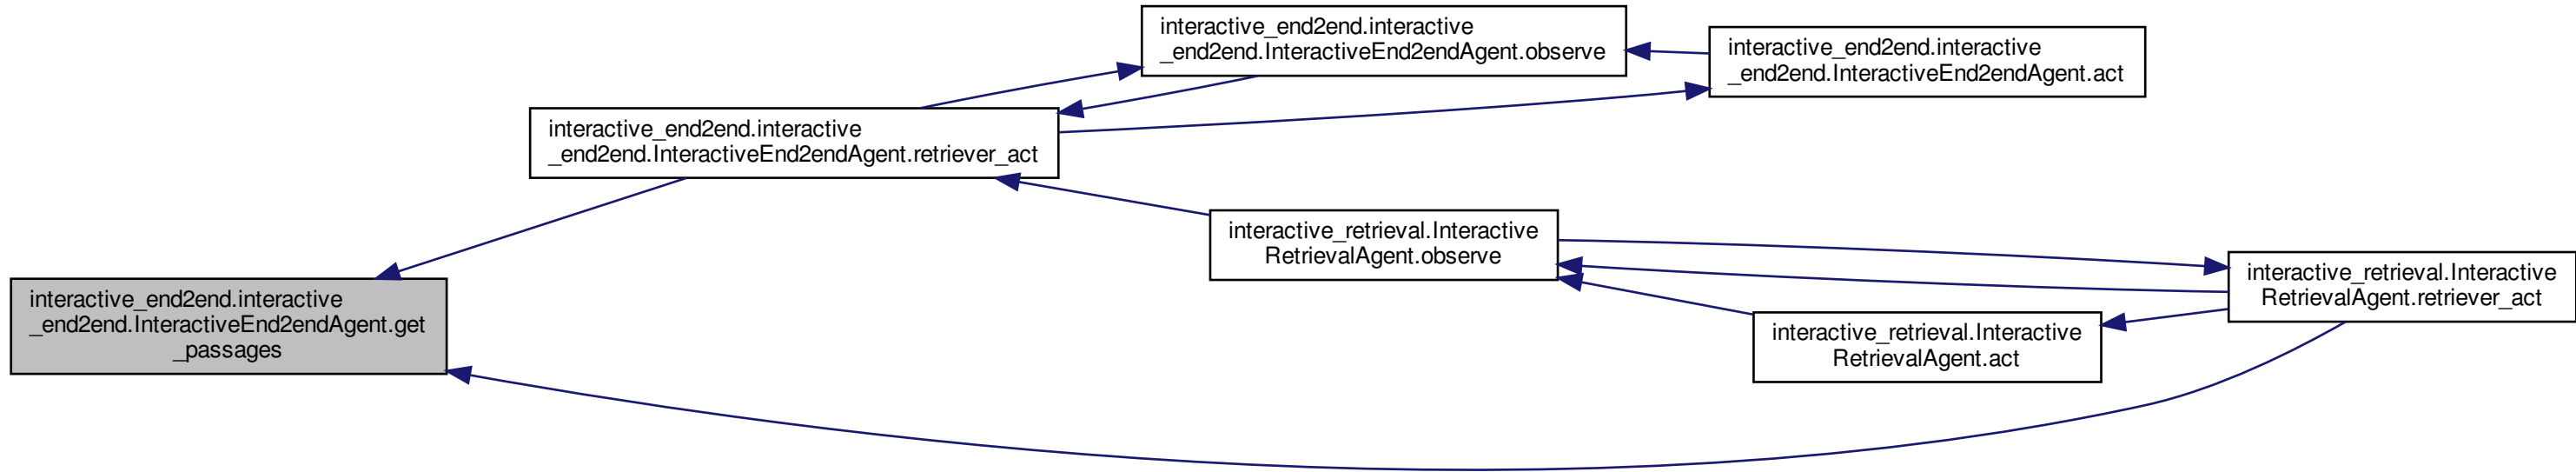 interactive_end2end.interactive
_end2end.InteractiveEnd2endAgent.observe
interactive_end2end.interactive
_end2end.InteractiveEnd2endAgent.act
interactive_end2end.interactive
_end2end.InteractiveEnd2endAgent.retriever_act
interactive_retrieval.Interactive
RetrievalAgent.observe
interactive_retrieval.Interactive
RetrievalAgent.retriever_act
interactive_end2end.interactive
_end2end.InteractiveEnd2endAgent.get
_passages
interactive_retrieval.Interactive
RetrievalAgent.act